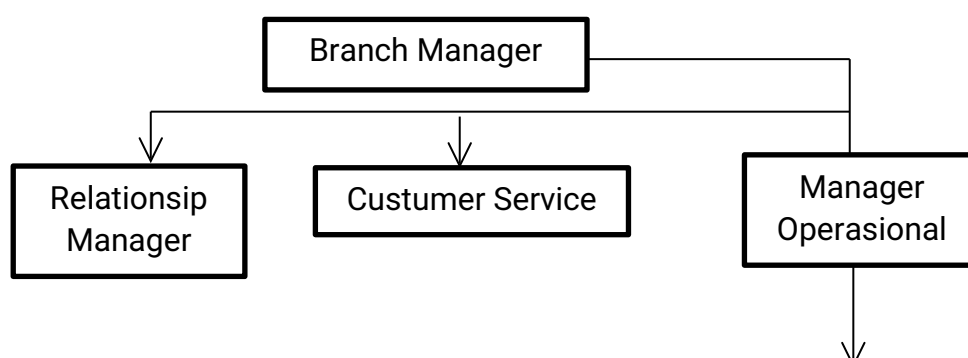 Branch Manager
Relationsip
Manager
Custumer Service
Manager
Operasional